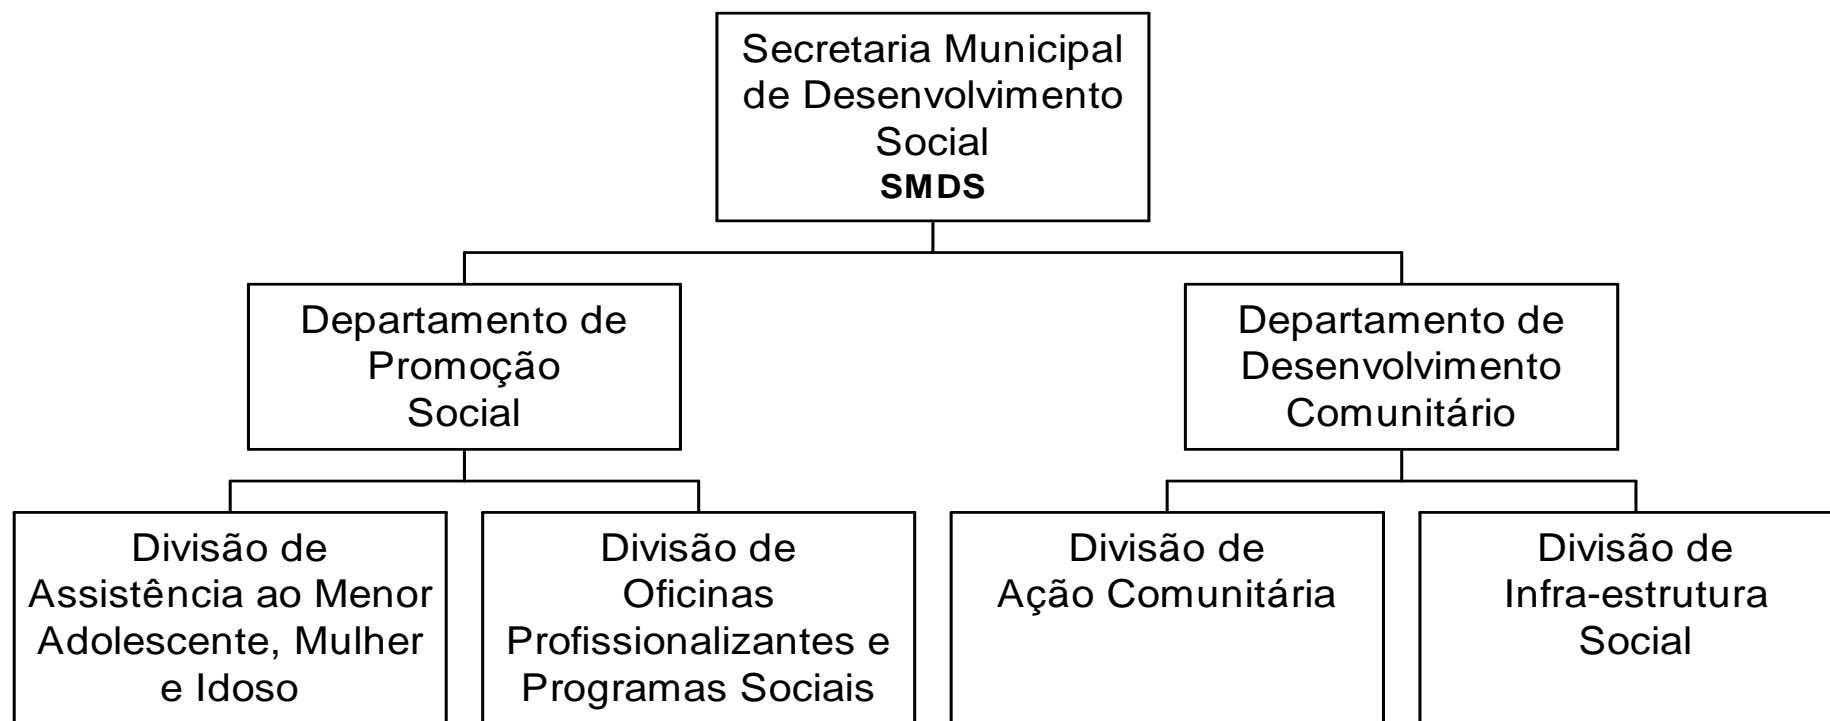 Secretaria Municipal
de Desenvolvimento
Social
SMDS
Departamento de
Promoção
Social
Departamento de
Desenvolvimento
Comunitário
Divisão de
Assistência ao Menor
Adolescente, Mulher
e Idoso
Divisão de
Oficinas
Profissionalizantes e
Programas Sociais
Divisão de
Ação Comunitária
Divisão de
Infra-estrutura
Social